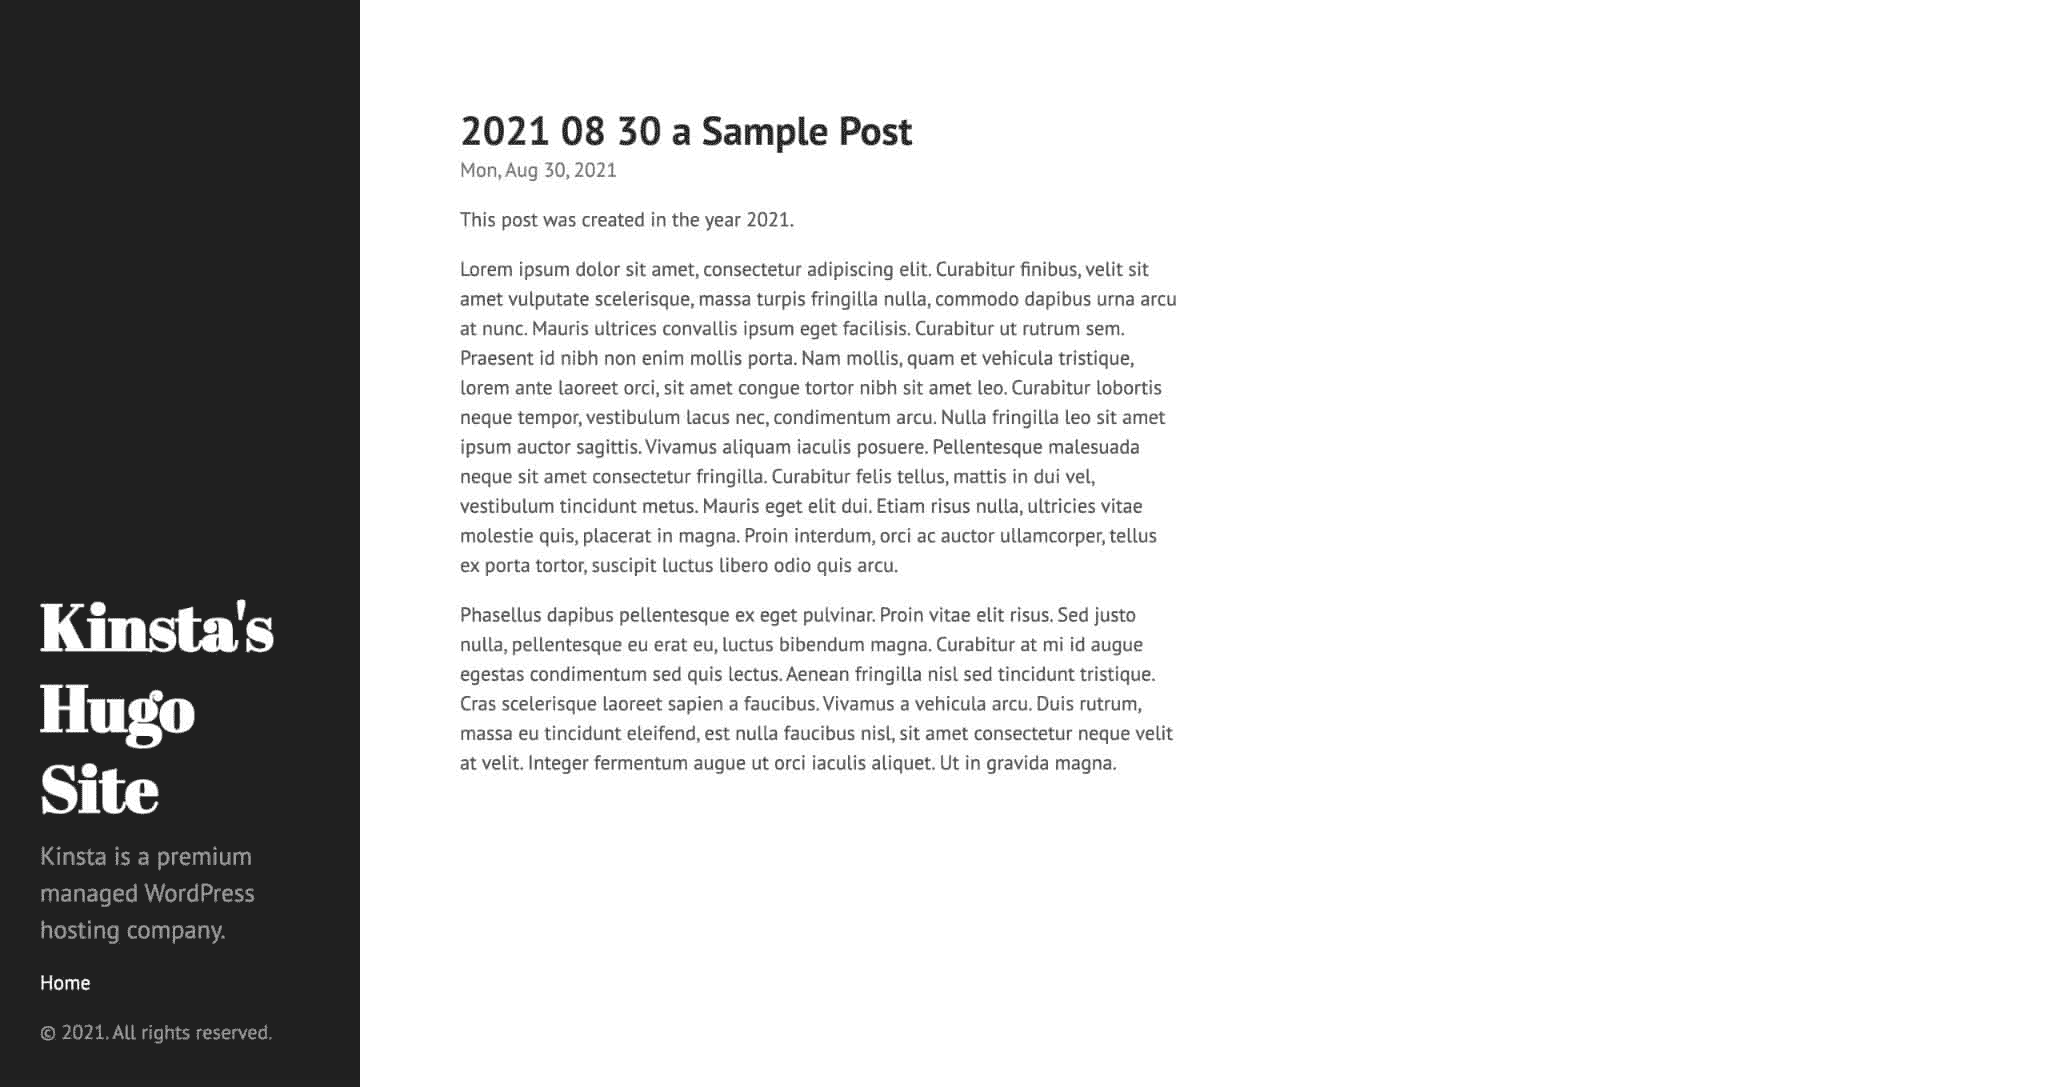 Kinsta's
Hugo
Site
Kinsta is a premium
managed WordPress
hosting company.
Home
© 2021. All rights reserved.
2021 08 30 a Sample Post
Mon, Aug 30, 2021
This post was created in the year 2021.
Lorem ipsum dolor sit amet, consectetur adipiscing elit. Curabitur finibus, velit sit
amet vulputate scelerisque, massa turpis fringilla nulla, commodo dapibus urna arcu
at nunc. Mauris ultrices convallis ipsum eget facilisis. Curabitur ut rutrum sem.
Praesent id nibh non enim mollis porta. Nam mollis, quam et vehicula tristique,
lorem ante laoreet orci, sit amet congue tortor nibh sit amet leo. Curabitur lobortis
neque tempor, vestibulum lacus nec, condimentum arcu. Nulla fringilla leo sit amet
ipsum auctor sagittis. Vivamus aliquam iaculis posuere. Pellentesque malesuada
neque sit amet consectetur fringilla. Curabitur felis tellus, mattis in dui vel,
vestibulum tincidunt metus. Mauris eget elit dui. Etiam risus nulla, ultricies vitae
molestie quis, placerat in magna. Proin interdum, orci ac auctor ullamcorper, tellus
ex porta tortor, suscipit luctus libero odio quis arcu.
Phasellus dapibus pellentesque ex eget pulvinar. Proin vitae elit risus. Sed justo
nulla, pellentesque eu erat eu, luctus bibendum magna. Curabitur at mi id augue
egestas condimentum sed quis lectus. Aenean fringilla nisl sed tincidunt tristique.
Cras scelerisque laoreet sapien a faucibus. Vivamus a vehicula arcu. Duis rutrum,
massa eu tincidunt eleifend, est nulla faucibus nisl, sit amet consectetur neque velit
at velit. Integer fermentum augue ut orci iaculis aliquet. Ut in gravida magna.